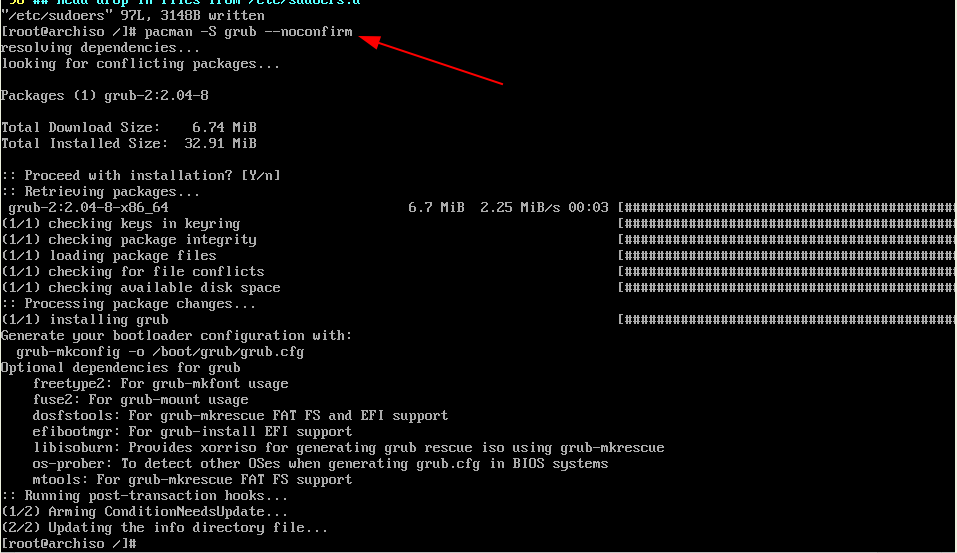 "/etc/sudoers" 97L, 3148B written
[root@archiso /]# pacman -S grub --noconfirm
resolving dependencies...
looking for conflicting packages...
Packages (1) grub-2:2.04-8
Total Download Size:    6.74 MiB
Total Installed Size:  32.91 MiB
:: Proceed with installation? [Y/n]
:: Retrieving packages...
 grub-2:2.04-8-x86_64    6.7 MiB  2.25 MiB/s 00:03 [##########################################
(1/1) checking keys in keyring    [##########################################
(1/1) checking package integrity    [##########################################
(1/1) loading package files    [##########################################
(1/1) checking for file conflicts    [##########################################
(1/1) checking available disk space    [##########################################
:: Processing package changes...
(1/1) installing grub    [##########################################
Generate your bootloader configuration with:
  grub-mkconfig -o /boot/grub/grub.cfg
Optional dependencies for grub
    freetype2: For grub-mkfont usage
    fuse2: For grub-mount usage
    dosfstools: For grub-mkrescue FAT FS and EFI support
    efibootmgr: For grub-install EFI support
    libisoburn: Provides xorriso for generating grub rescue iso using grub-mkrescue
    os-prober: To detect other OSes when generating grub.cfg in BIOS systems
    mtools: For grub-mkrescue FAT FS support
:: Running post-transaction hooks...
(1/2) Arming ConditionNeedsUpdate...
(2/2) Updating the info directory file...
[root@archiso /]#